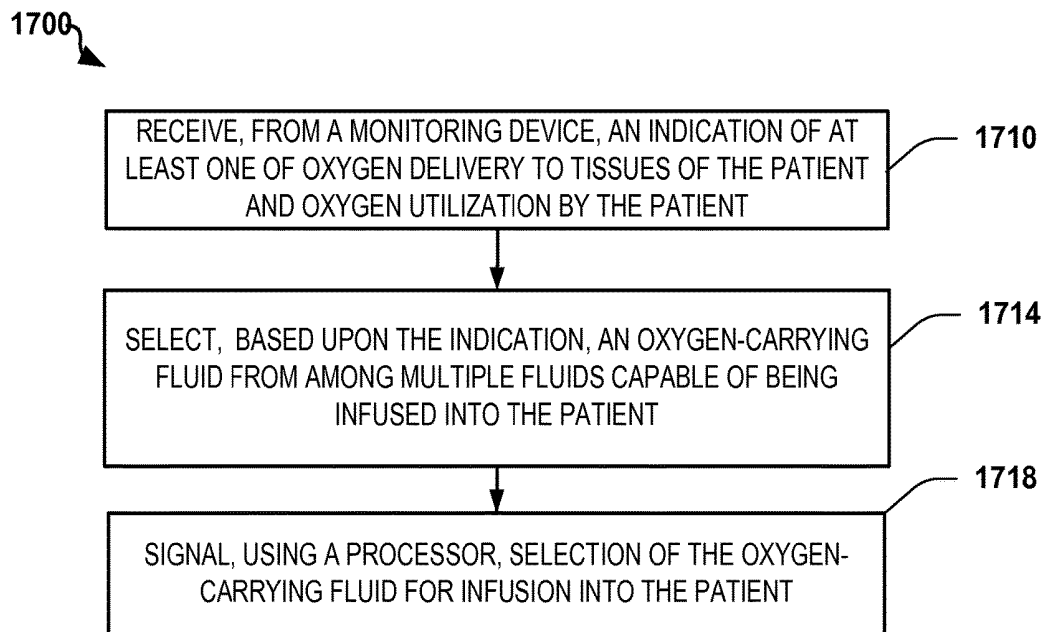 1700
RECEIVE, FROM A MONITORING DEVICE, AN INDICATION OF AT
LEAST ONE OF OXYGEN DELIVERY TO TISSUES OF THE PATIENT
AND OXYGEN UTILIZATION BY THE PATIENT
1710
SELECT, BASED UPON THE INDICATION, AN OXYGEN-CARRYING
FLUID FROM AMONG MULTIPLE FLUIDS CAPABLE OF BEING
INFUSED INTO THE PATIENT
1714
SIGNAL, USING A PROCESSOR, SELECTION OF THE OXYGEN-
CARRYING FLUID FOR INFUSION INTO THE PATIENT
1718